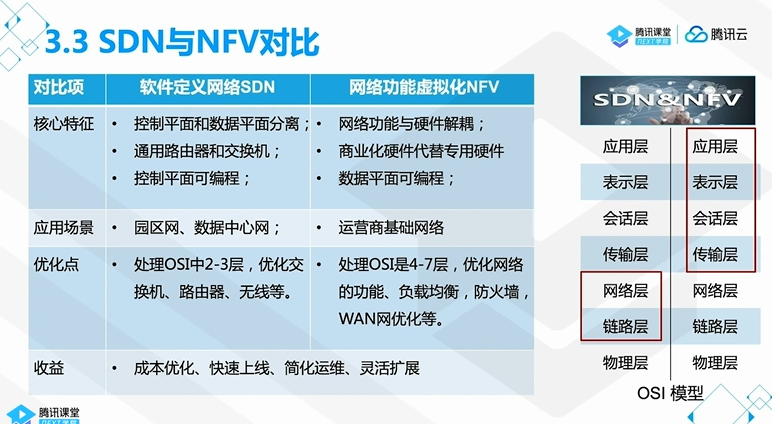 3.3 SDN与NFV对比
腾讯课堂
NEXT学院
腾讯云
对比项
软件定义网络SDN
网络功能虚拟化NFV
核心特征
• 控制平面和数据平面分离；
• 通用路由器和交换机；
• 控制平面可编程；
• 网络功能与硬件解耦；
• 商业化硬件代替专用硬件
• 数据平面可编程；
应用场景
• 园区网、数据中心网；
• 运营商基础网络
优化点
• 处理OSI中2-3层，优化交
换机、路由器、无线等。
• 处理OSI是4-7层，优化网络
的功能、负载均衡，防火墙，
WAN网优化等。
收益
• 成本优化、快速上线、简化运维、灵活扩展
SDN&NFV
应用层 应用层
表示层 表示层
会话层 会话层
传输层 传输层
网络层 网络层
链路层 链路层
物理层 物理层
OSI 模型
腾讯课堂
NEXT学院
腾讯课堂